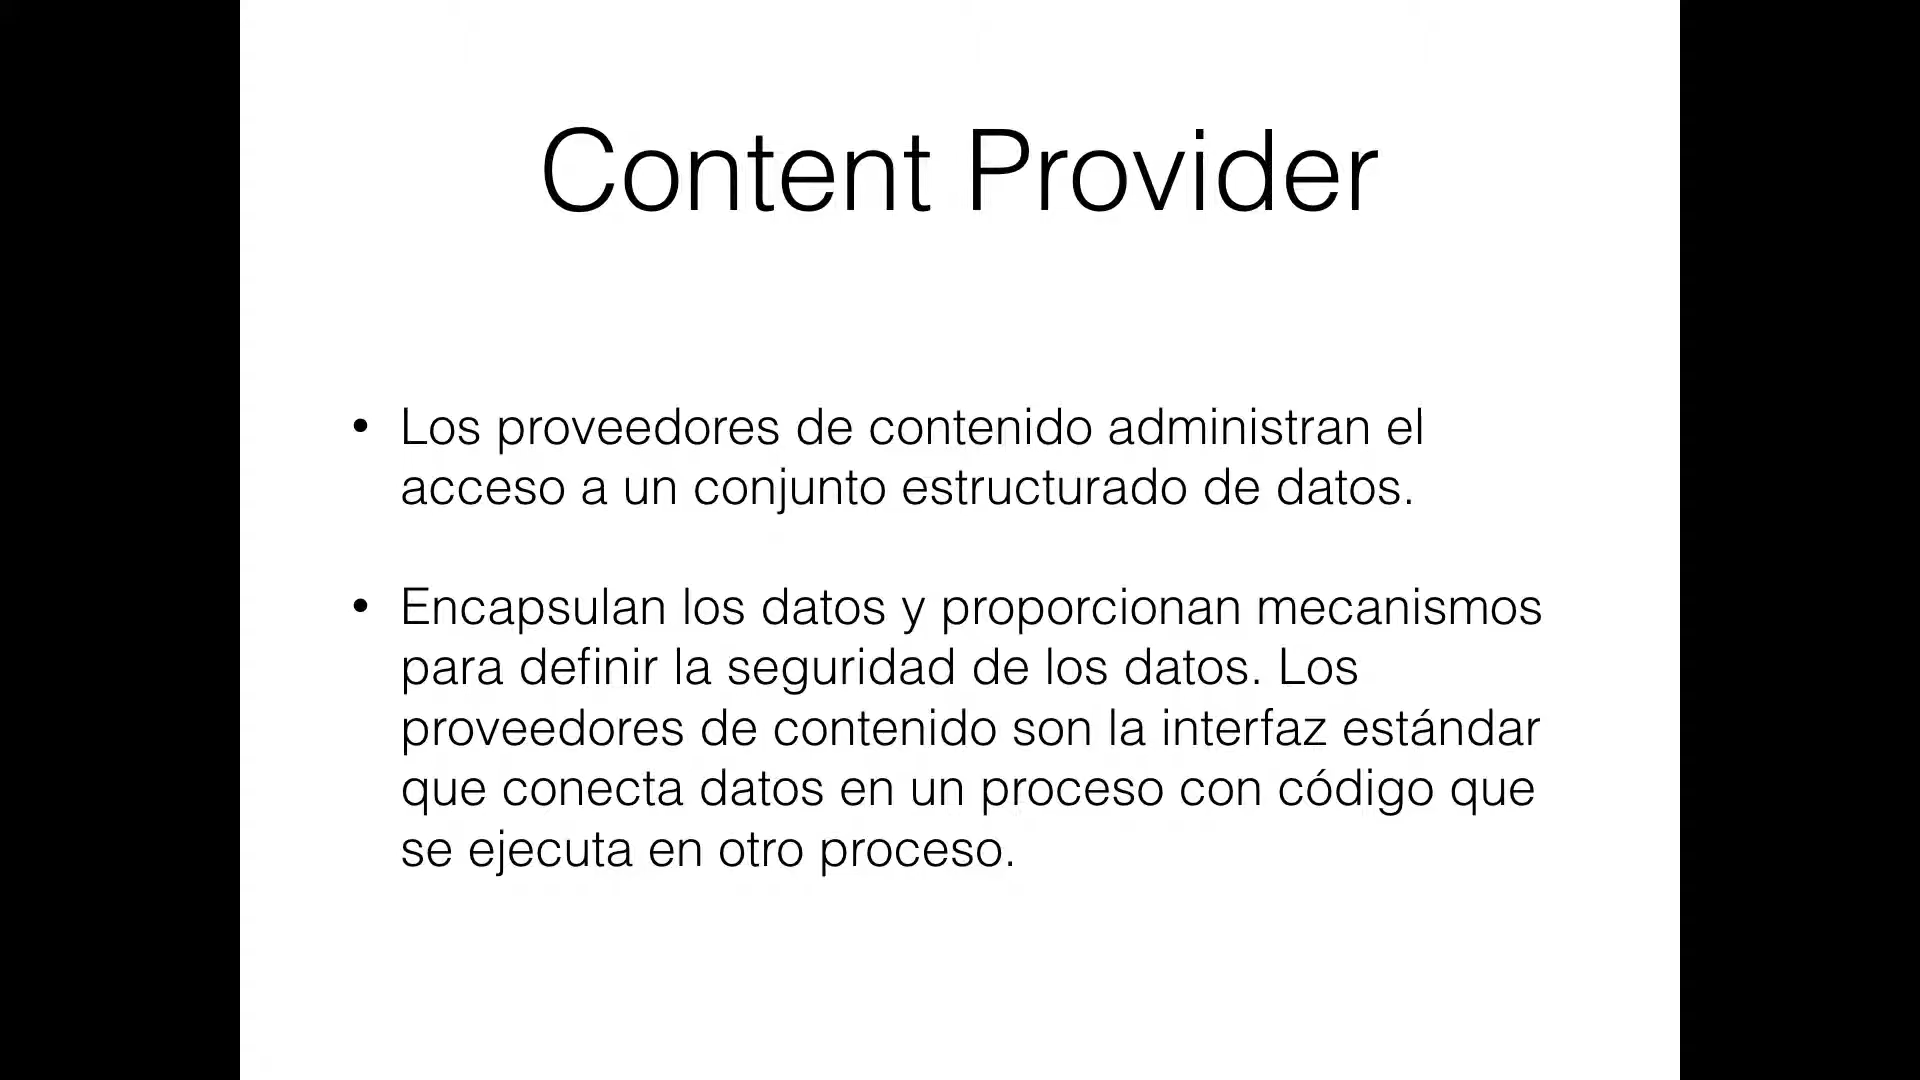 Content Provider
• Los proveedores de contenido administran el
acceso a un conjunto estructurado de datos.
• Encapsulan los datos y proporcionan mecanismos
para definir la seguridad de los datos. Los
proveedores de contenido son la interfaz estándar
que conecta datos en un proceso con código que
se ejecuta en otro proceso.